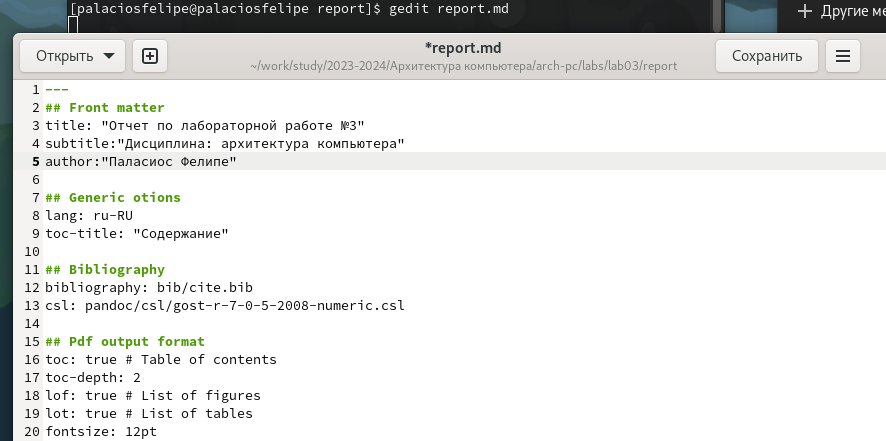 [palaciosfelipe@palaciosfelipe report]$ gedit report.md
Другие ме
Открыть
*report.md
~/work/study/2023-2024/Архитектура компьютера/arch-pc/labs/lab03/report
Сохранить
1 ---
2 ## Front matter
3 title: "Отчет по лабораторной работе №3"
4 subtitle:"Дисциплина: архитектура компьютера"
5 author:"Паласиос Фелипе"
6
7 ## Generic otions
8 lang: ru-RU
9 toc-title: "Содержание"
10
11 ## Bibliography
12 bibliography: bib/cite.bib
13 csl: pandoc/csl/gost-r-7-0-5-2008-numeric.csl
14
15 ## Pdf output format
16 toc: true # Table of contents
17 toc-depth: 2
18 lof: true # List of figures
19 lot: true # List of tables
20 fontsize: 12pt